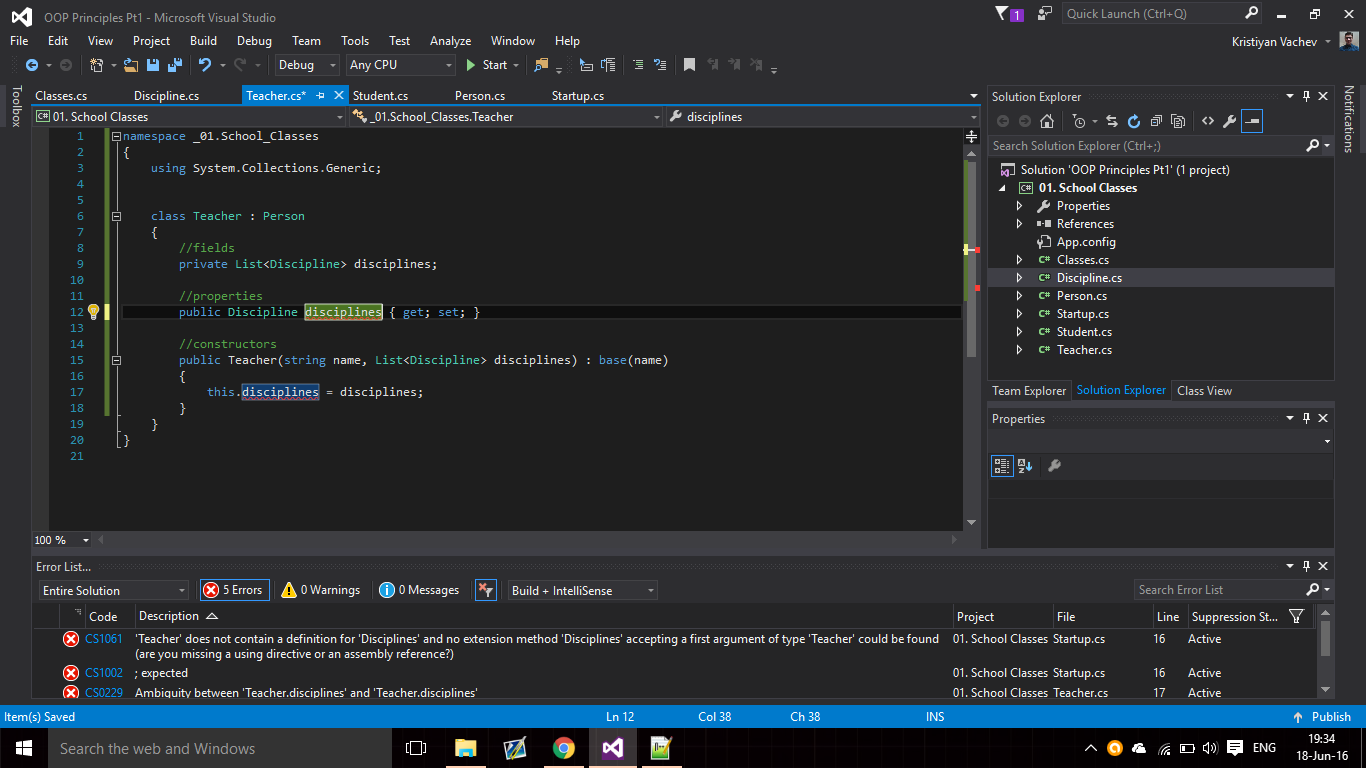 OOP Principles Pt1 - Microsoft Visual Studio
1
Quick Launch (Ctrl+Q)
File Edit View Project Build Debug Team Tools Test Analyze Window Help
Kristiyan Vachev
Debug Any CPU Start
Toolbox
Classes.cs Discipline.cs Teacher.cs* Student.cs Person.cs Startup.cs
C# 01. School Classes _01.School_Classes.Teacher disciplines
1 namespace _01.School_Classes
2 {
3 using System.Collections.Generic;
4
5
6 class Teacher : Person
7 {
8 //fields
9 private List<Discipline> disciplines;
10
11 //properties
12 public Discipline disciplines { get; set; }
13
14 //constructors
15 public Teacher(string name, List<Discipline> disciplines) : base(name)
16 {
17 this.disciplines = disciplines;
18 }
19 }
20 }
21
100 %
Solution Explorer
Notifications
Search Solution Explorer (Ctrl+;)
Solution 'OOP Principles Pt1' (1 project)
C# 01. School Classes
Properties
References
App.config
C# Classes.cs
C# Discipline.cs
C# Person.cs
C# Startup.cs
C# Student.cs
C# Teacher.cs
Team Explorer Solution Explorer Class View
Properties
Error List...
Entire Solution 5 Errors 0 Warnings 0 Messages Build + IntelliSense Search Error List
Code Description Project File Line Suppression St...
CS1061 'Teacher' does not contain a definition for 'Disciplines' and no extension method 'Disciplines' accepting a first argument of type 'Teacher' could be found 01. School Classes Startup.cs 16 Active
(are you missing a using directive or an assembly reference?)
CS1002 ; expected 01. School Classes Startup.cs 16 Active
CS0229 Ambiguity between 'Teacher.disciplines' and 'Teacher.disciplines' 01. School Classes Teacher.cs 17 Active
Item(s) Saved Ln 12 Col 38 Ch 38 INS Publish
Search the web and Windows
ENG
19:34
18-Jun-16